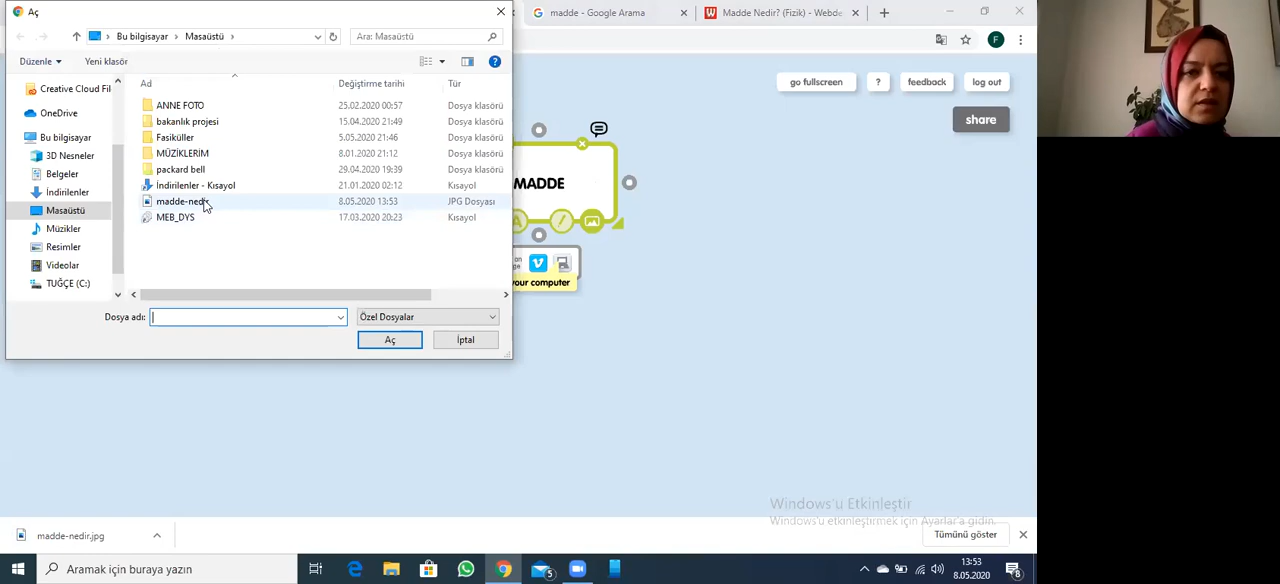 Aç
madde - Google Arama
Madde Nedir? (Fizik) - Webde
Bu bilgisayar
Masaüstü
Ara: Masaüstü
Düzenle
Yeni klasör
Ad
Değiştirme tarihi
Tür
Creative Cloud Fil
OneDrive
Bu bilgisayar
3D Nesneler
Belgeler
İndirilenler
Masaüstü
Müzikler
Resimler
Videolar
TUĞÇE (C:)
ANNE FOTO 25.02.2020 00:57 Dosya klasörü
bakanlık projesi 15.04.2020 21:49 Dosya klasörü
Fasiküller 5.05.2020 21:46 Dosya klasörü
MÜZİKLERİM 8.01.2020 21:12 Dosya klasörü
packard bell 29.04.2020 19:39 Dosya klasörü
İndirilenler - Kısayol 21.01.2020 02:12 Kısayol
madde-nedir 8.05.2020 13:53 JPG Dosyası
MEB_DYS 17.03.2020 20:23 Kısayol
Dosya adı:
Özel Dosyalar
Aç
İptal
go fullscreen
?
feedback
log out
share
F
MADDE
your computer
Windows'u Etkinleştir
Windows'u etkinleştirmek için Ayarlar'a gidin.
madde-nedir.jpg
Tümünü göster
Aramak için buraya yazın
5
13:53
8.05.2020
8